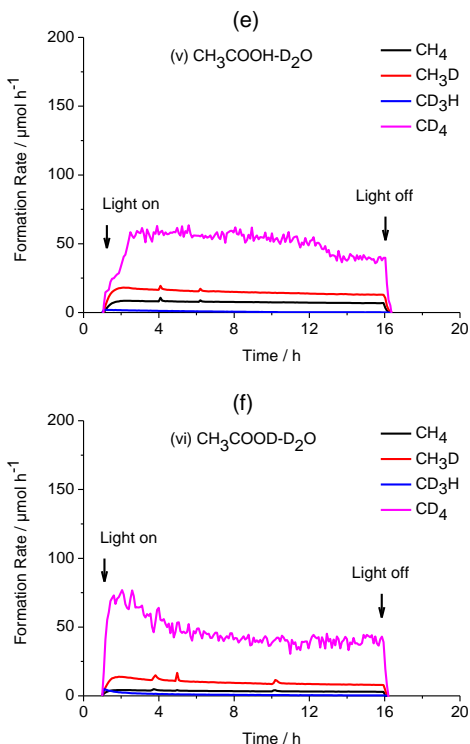 (e)
(v) CH₃COOH-D₂O
CH₄
CH₃D
CD₃H
CD₄
Light on
Light off
Formation Rate / µmol h⁻¹
200
150
100
50
0
0 4 8 12 16 20
Time / h
(f)
(vi) CH₃COOD-D₂O
CH₄
CH₃D
CD₃H
CD₄
Light on
Light off
Formation Rate / µmol h⁻¹
200
150
100
50
0
0 4 8 12 16 20
Time / h